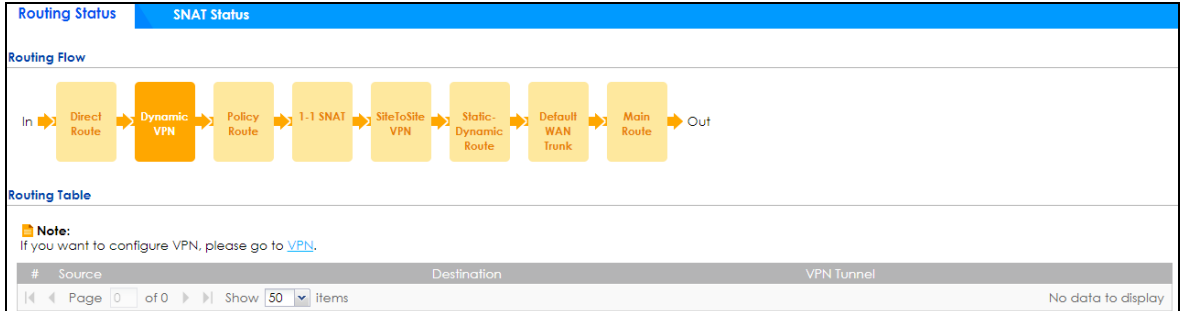 Routing Status SNAT Status
Routing Flow
In Direct Route Dynamic VPN Policy Route 1-1 SNAT SiteToSite VPN Static-Dynamic Route Default WAN Trunk Main Route Out
Routing Table
Note:
If you want to configure VPN, please go to VPN.
# Source Destination VPN Tunnel
Page 0 of 0 Show 50 items No data to display